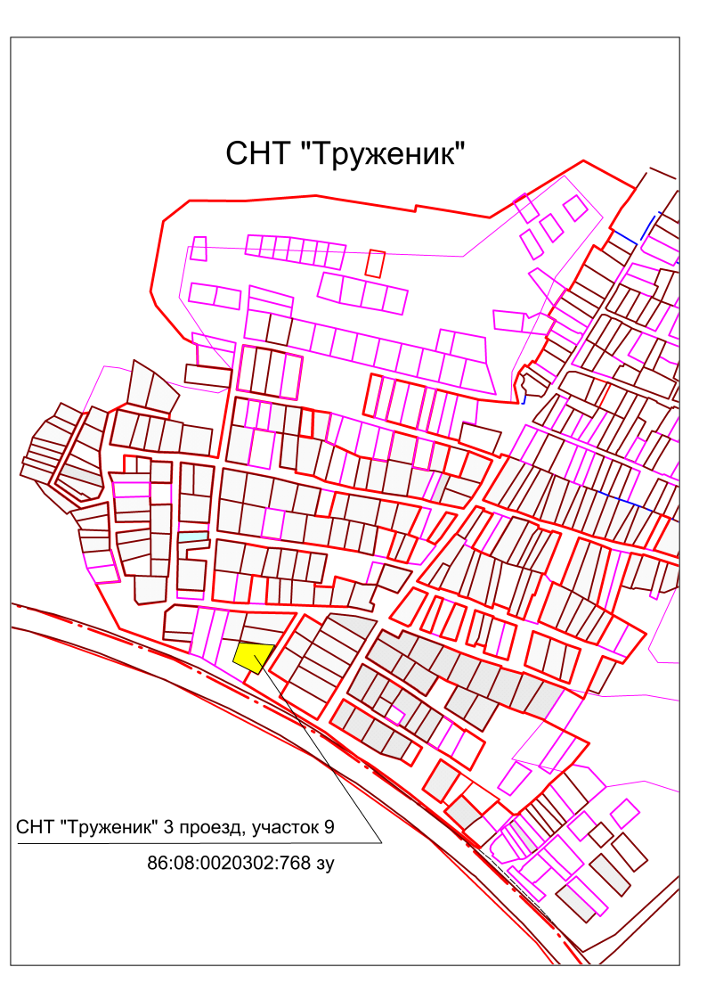 СНТ "Труженик"
СНТ "Труженик" 3 проезд, участок 9
86:08:0020302:768 зу